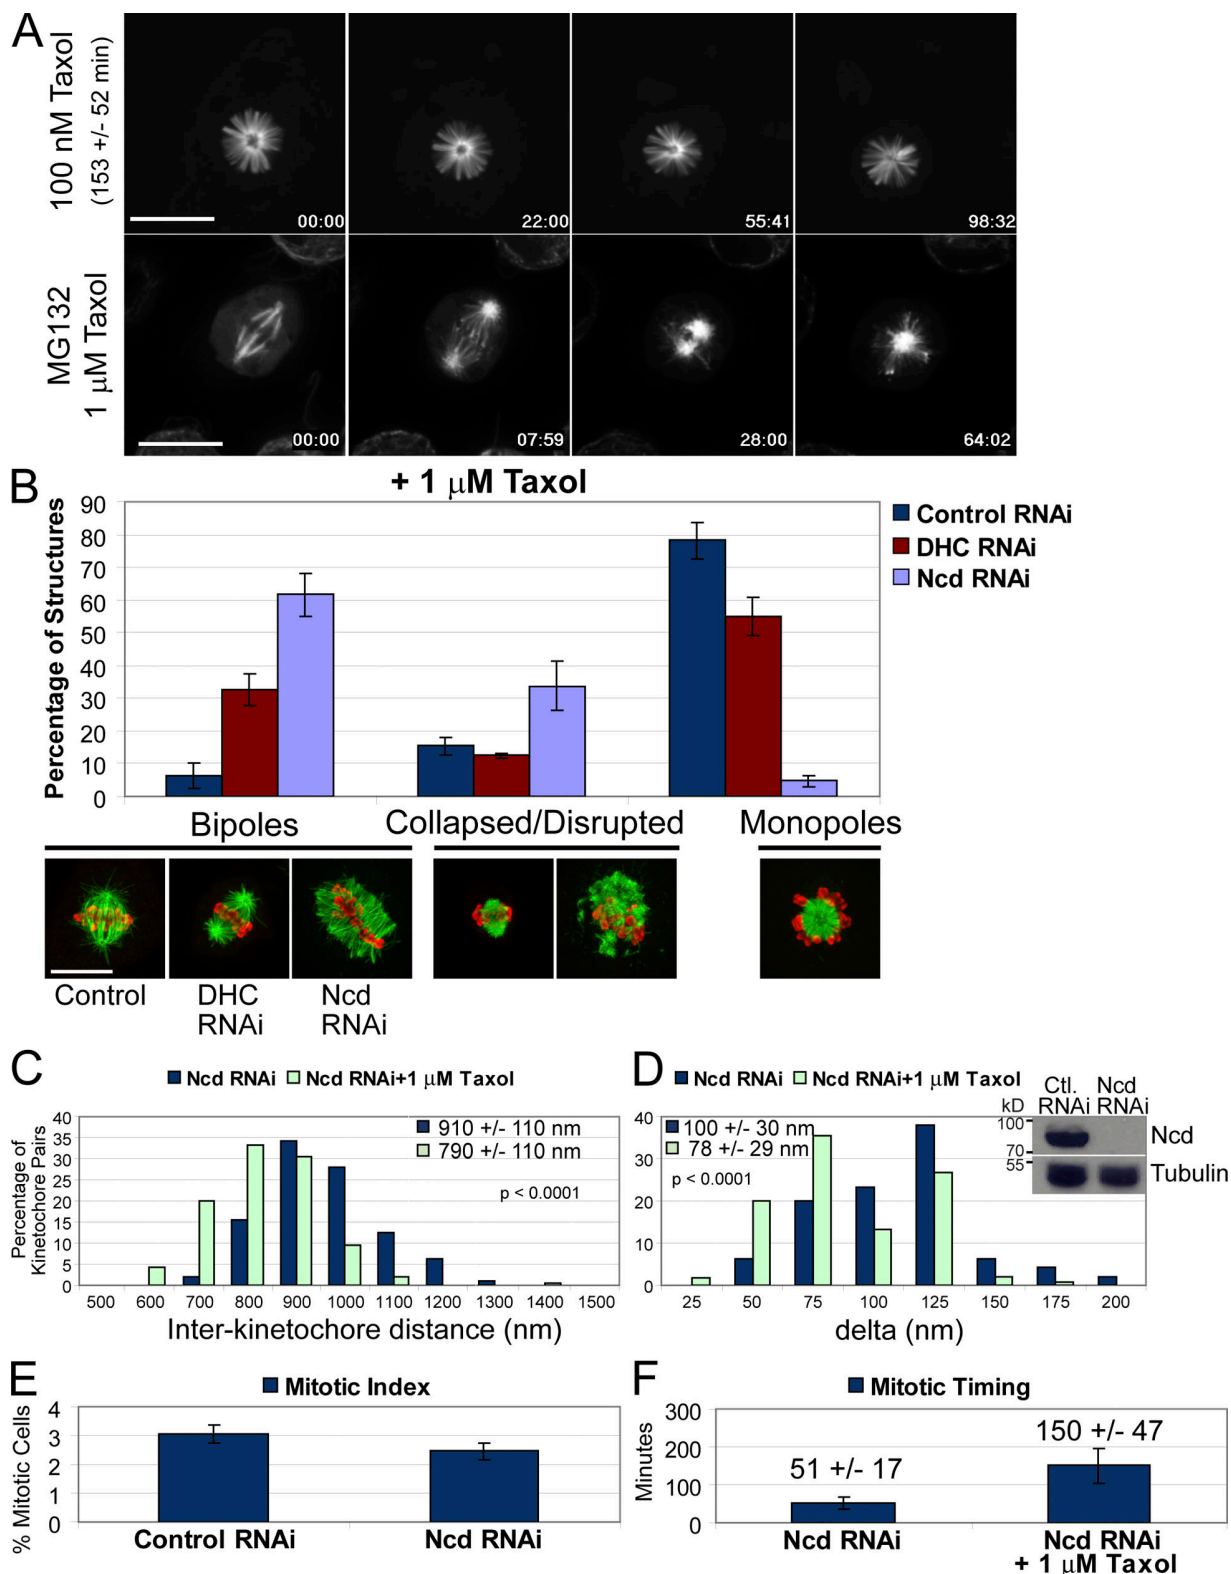 A
100 nM Taxol
(153 +/- 52 min)
00:00
22:00
55:41
98:32
MG132
1 μM Taxol
00:00
07:59
28:00
64:02
B
+ 1 μM Taxol
Percentage of Structures
90
80
70
60
50
40
30
20
10
0
Control RNAi
DHC RNAi
Ncd RNAi
Bipoles
Collapsed/Disrupted
Monopoles
Control
DHC
RNAi
Ncd
RNAi
C
Ncd RNAi
Ncd RNAi+1 μM Taxol
Percentage of
Kinetochore Pairs
40
35
30
25
20
15
10
5
0
910 +/- 110 nm
790 +/- 110 nm
p < 0.0001
500 600 700 800 900 1000 1100 1200 1300 1400 1500
Inter-kinetochore distance (nm)
D
Ncd RNAi
Ncd RNAi+1 μM Taxol
40
30
20
10
0
100 +/- 30 nm
78 +/- 29 nm
p < 0.0001
25 50 75 100 125 150 175 200
delta (nm)
kD
Ctl.
RNAi
Ncd
RNAi
100
70
55
Ncd
Tubulin
E
Mitotic Index
% Mitotic Cells
4
3
2
1
0
Control RNAi
Ncd RNAi
F
Mitotic Timing
Minutes
300
200
100
0
51 +/- 17
150 +/- 47
Ncd RNAi
Ncd RNAi
+ 1 μM Taxol